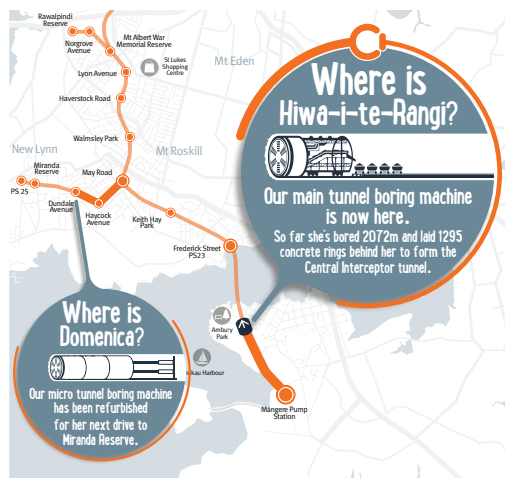 Rawalpindi
Reserve
Norgrove
Avenue
Mt Albert War
Memorial Reserve
St Lukes
Shopping
Centre
Mt Eden
Lyon Avenue
Haverstock Road
Walmsley Park
New Lynn
Mt Roskill
Miranda
Reserve
May Road
PS 25
Dundale
Avenue
Haycock
Avenue
Keith Hay
Park
Frederick Street
PS23
Where is
Hiwa-i-te-Rangi?
Our main tunnel boring machine
is now here.
So far she's bored 2072m and laid 1295
concrete rings behind her to form the
Central Interceptor tunnel.
Ambury
Park
Where is
Domenica?
Our micro tunnel boring machine
has been refurbished
for her next drive to
Miranda Reserve.
ukau Harbour
Māngere Pump
Station